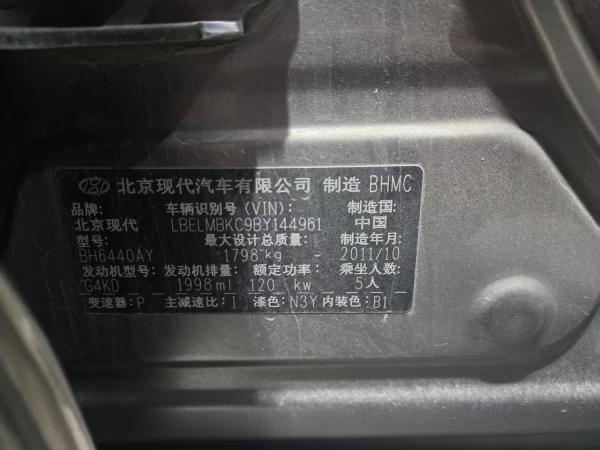 北京现代汽车有限公司 制造 BHMC
品牌: 车辆识别号(VIN): 制造国:
北京现代 LBELMBKC9BY144961 中国
型号: 最大设计总质量: 制造年月
BH6440AY 1798 kg 2011/10
发动机型号: 发动机排量: 额定功率: 乘坐人数:
G4KD 1998ml 120 kw 5人
变速器:P 主减速比:I 漆色:N3Y 内装色:B1